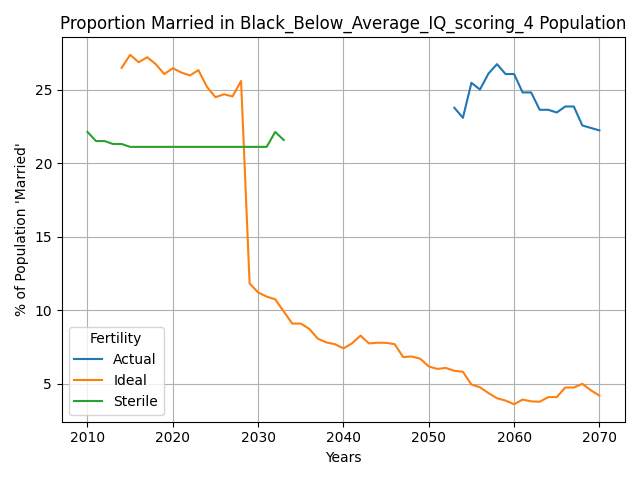 Proportion Married in Black_Below_Average_IQ_scoring_4 Population
% of Population 'Married'
25
20
15
10
5
Fertility
Actual
Ideal
Sterile
2010 2020 2030 2040 2050 2060 2070
Years